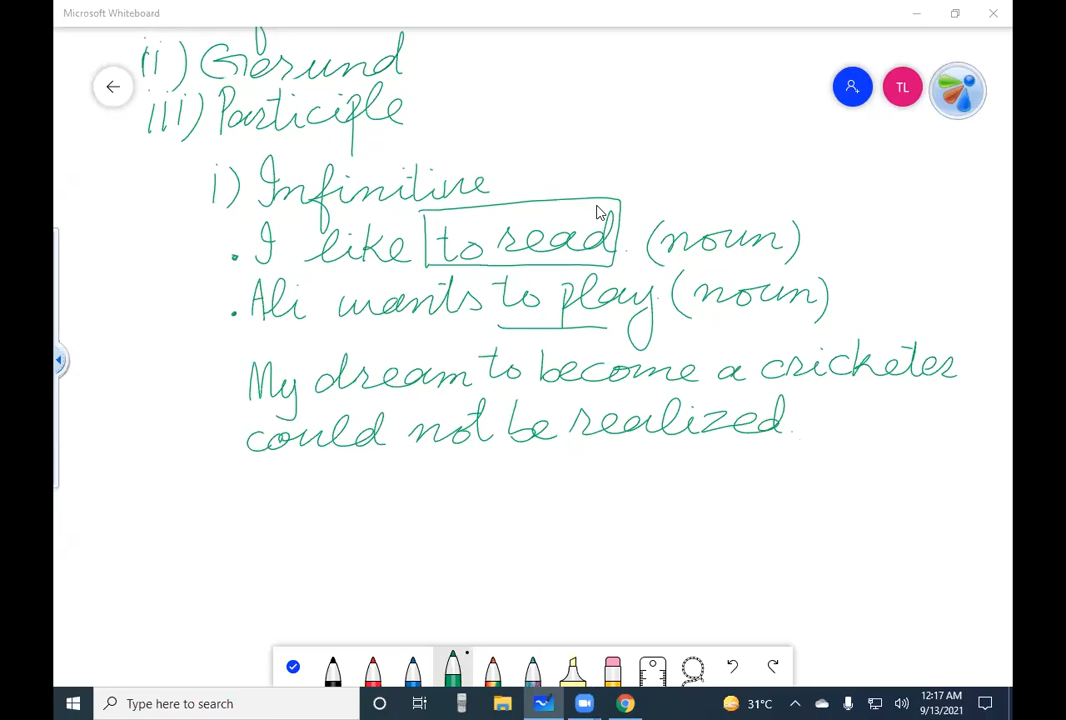 Microsoft Whiteboard
ii) Gerund
TL
iii) Participle
i) Infinitive
. I like to read. (noun)
. Ali wants to play. (noun)
My dream to become a cricketer
could not be realized.
Type here to search
31°C
12:17 AM
9/13/2021